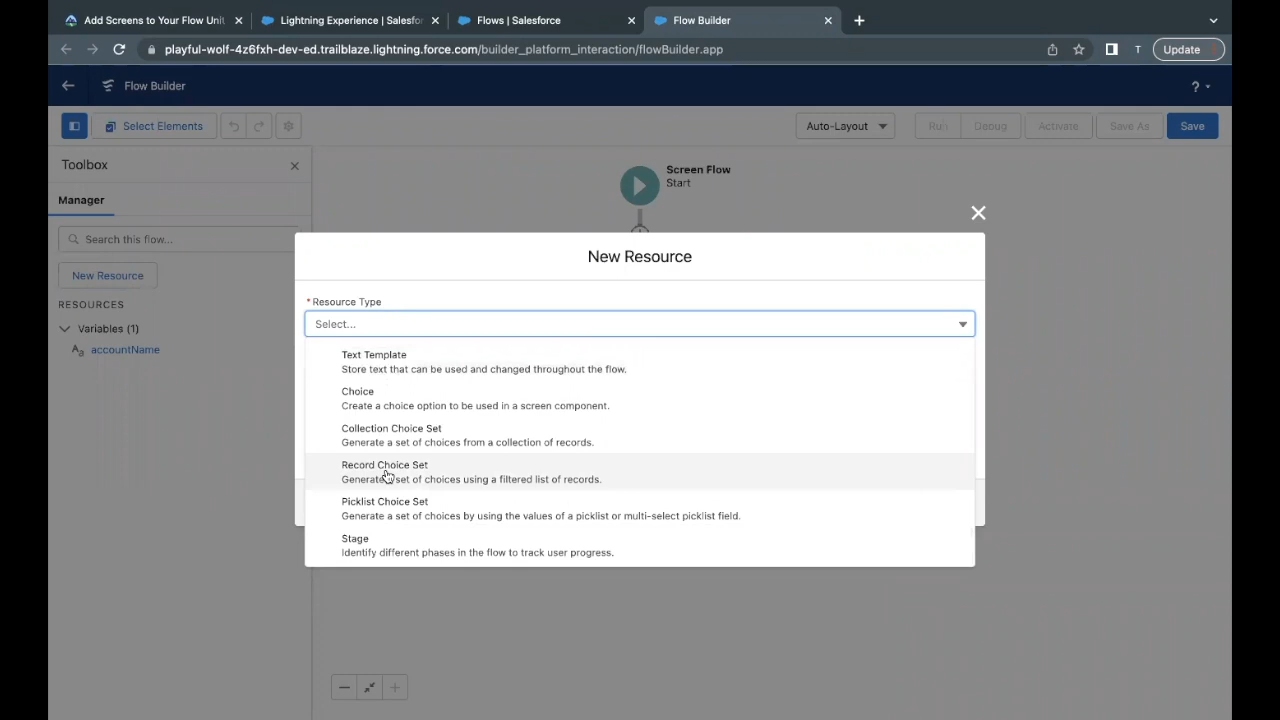 Add Screens to Your Flow Unit
Lightning Experience | Salesfor
Flows | Salesforce
Flow Builder
playful-wolf-4z6fxh-dev-ed.trailblaze.lightning.force.com/builder_platform_interaction/flowBuilder.app
T
Update
Flow Builder
?
Select Elements
Auto-Layout
Run
Debug
Activate
Save As
Save
Toolbox
Manager
Search this flow...
New Resource
RESOURCES
Variables (1)
accountName
Screen Flow
Start
New Resource
* Resource Type
Select...
Text Template
Store text that can be used and changed throughout the flow.
Choice
Create a choice option to be used in a screen component.
Collection Choice Set
Generate a set of choices from a collection of records.
Record Choice Set
Generate set of choices using a filtered list of records.
Picklist Choice Set
Generate a set of choices by using the values of a picklist or multi-select picklist field.
Stage
Identify different phases in the flow to track user progress.